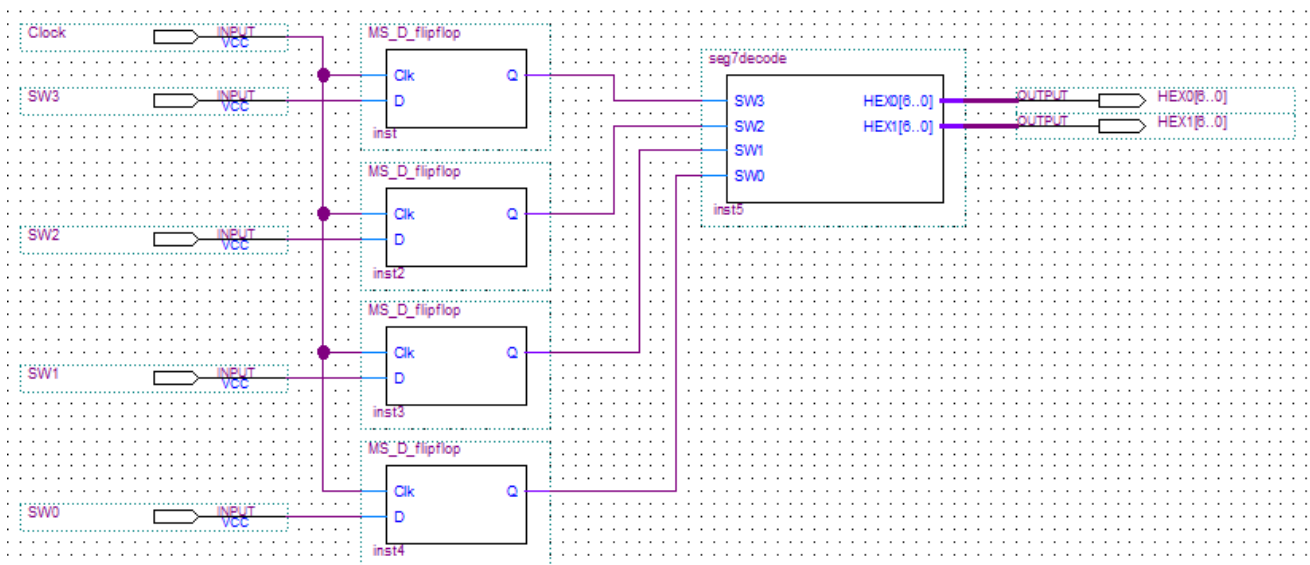 Clock
INPUT
VCC
SW3
INPUT
VCC
SW2
INPUT
VCC
SW1
INPUT
VCC
SW0
INPUT
VCC
MS_D_flipflop
Clk
Q
D
inst
MS_D_flipflop
Clk
Q
D
inst2
MS_D_flipflop
Clk
Q
D
inst3
MS_D_flipflop
Clk
Q
D
inst4
seg7decode
SW3
HEX0[6..0]
SW2
HEX1[6..0]
SW1
SW0
inst5
OUTPUT
HEX0[6..0]
OUTPUT
HEX1[6..0]